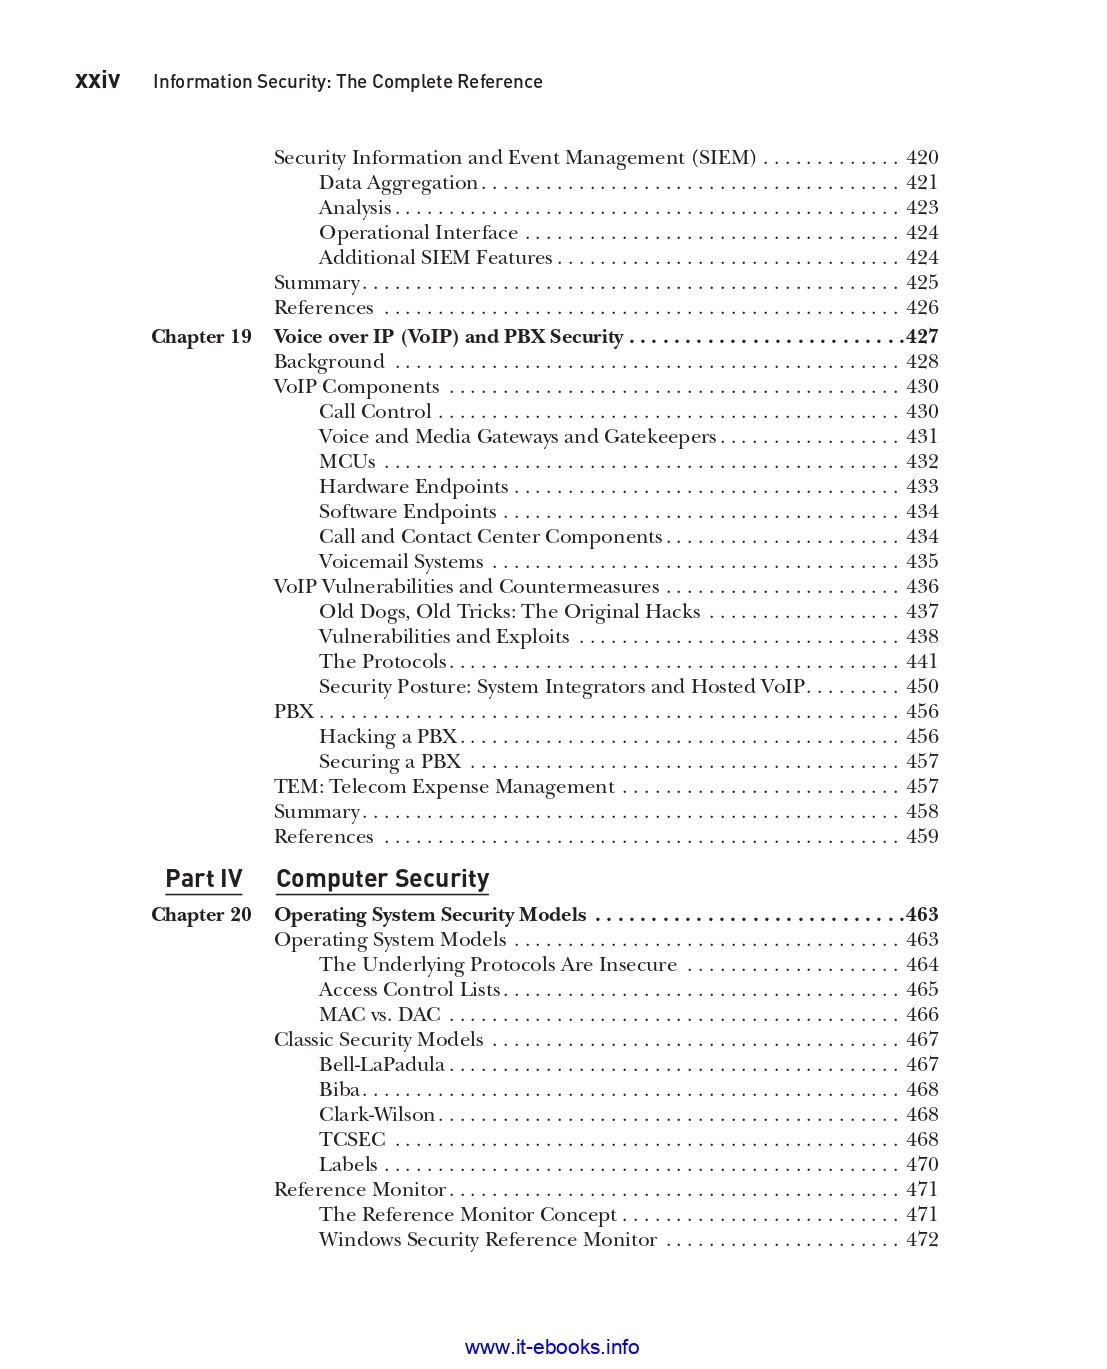 xxiv Information Security: The Complete Reference
Security Information and Event Management (SIEM) . . . . . . . . . . . . . 420
Data Aggregation . . . . . . . . . . . . . . . . . . . . . . . . . . . . . . . . . . . . . . . 421
Analysis . . . . . . . . . . . . . . . . . . . . . . . . . . . . . . . . . . . . . . . . . . . . . . . 423
Operational Interface . . . . . . . . . . . . . . . . . . . . . . . . . . . . . . . . . . . 424
Additional SIEM Features . . . . . . . . . . . . . . . . . . . . . . . . . . . . . . . . 424
Summary . . . . . . . . . . . . . . . . . . . . . . . . . . . . . . . . . . . . . . . . . . . . . . . . . . 425
References . . . . . . . . . . . . . . . . . . . . . . . . . . . . . . . . . . . . . . . . . . . . . . . . 426
Chapter 19 Voice over IP (VoIP) and PBX Security . . . . . . . . . . . . . . . . . . . . . . . . .427
Background . . . . . . . . . . . . . . . . . . . . . . . . . . . . . . . . . . . . . . . . . . . . . . . 428
VoIP Components . . . . . . . . . . . . . . . . . . . . . . . . . . . . . . . . . . . . . . . . . . 430
Call Control . . . . . . . . . . . . . . . . . . . . . . . . . . . . . . . . . . . . . . . . . . . 430
Voice and Media Gateways and Gatekeepers . . . . . . . . . . . . . . . . . 431
MCUs . . . . . . . . . . . . . . . . . . . . . . . . . . . . . . . . . . . . . . . . . . . . . . . . 432
Hardware Endpoints . . . . . . . . . . . . . . . . . . . . . . . . . . . . . . . . . . . . 433
Software Endpoints . . . . . . . . . . . . . . . . . . . . . . . . . . . . . . . . . . . . . 434
Call and Contact Center Components . . . . . . . . . . . . . . . . . . . . . . 434
Voicemail Systems . . . . . . . . . . . . . . . . . . . . . . . . . . . . . . . . . . . . . . 435
VoIP Vulnerabilities and Countermeasures . . . . . . . . . . . . . . . . . . . . . . 436
Old Dogs, Old Tricks: The Original Hacks . . . . . . . . . . . . . . . . . . 437
Vulnerabilities and Exploits . . . . . . . . . . . . . . . . . . . . . . . . . . . . . . 438
The Protocols . . . . . . . . . . . . . . . . . . . . . . . . . . . . . . . . . . . . . . . . . . 441
Security Posture: System Integrators and Hosted VoIP . . . . . . . . . 450
PBX . . . . . . . . . . . . . . . . . . . . . . . . . . . . . . . . . . . . . . . . . . . . . . . . . . . . . . 456
Hacking a PBX . . . . . . . . . . . . . . . . . . . . . . . . . . . . . . . . . . . . . . . . . 456
Securing a PBX . . . . . . . . . . . . . . . . . . . . . . . . . . . . . . . . . . . . . . . . 457
TEM: Telecom Expense Management . . . . . . . . . . . . . . . . . . . . . . . . . . 457
Summary . . . . . . . . . . . . . . . . . . . . . . . . . . . . . . . . . . . . . . . . . . . . . . . . . . 458
References . . . . . . . . . . . . . . . . . . . . . . . . . . . . . . . . . . . . . . . . . . . . . . . . 459
Part IV Computer Security
Chapter 20 Operating System Security Models . . . . . . . . . . . . . . . . . . . . . . . . . . . .463
Operating System Models . . . . . . . . . . . . . . . . . . . . . . . . . . . . . . . . . . . . 463
The Underlying Protocols Are Insecure . . . . . . . . . . . . . . . . . . . . 464
Access Control Lists . . . . . . . . . . . . . . . . . . . . . . . . . . . . . . . . . . . . . 465
MAC vs. DAC . . . . . . . . . . . . . . . . . . . . . . . . . . . . . . . . . . . . . . . . . . 466
Classic Security Models . . . . . . . . . . . . . . . . . . . . . . . . . . . . . . . . . . . . . . 467
Bell-LaPadula . . . . . . . . . . . . . . . . . . . . . . . . . . . . . . . . . . . . . . . . . . 467
Biba . . . . . . . . . . . . . . . . . . . . . . . . . . . . . . . . . . . . . . . . . . . . . . . . . . 468
Clark-Wilson . . . . . . . . . . . . . . . . . . . . . . . . . . . . . . . . . . . . . . . . . . . 468
TCSEC . . . . . . . . . . . . . . . . . . . . . . . . . . . . . . . . . . . . . . . . . . . . . . . 468
Labels . . . . . . . . . . . . . . . . . . . . . . . . . . . . . . . . . . . . . . . . . . . . . . . . 470
Reference Monitor . . . . . . . . . . . . . . . . . . . . . . . . . . . . . . . . . . . . . . . . . . 471
The Reference Monitor Concept . . . . . . . . . . . . . . . . . . . . . . . . . . 471
Windows Security Reference Monitor . . . . . . . . . . . . . . . . . . . . . . 472
www.it-ebooks.info